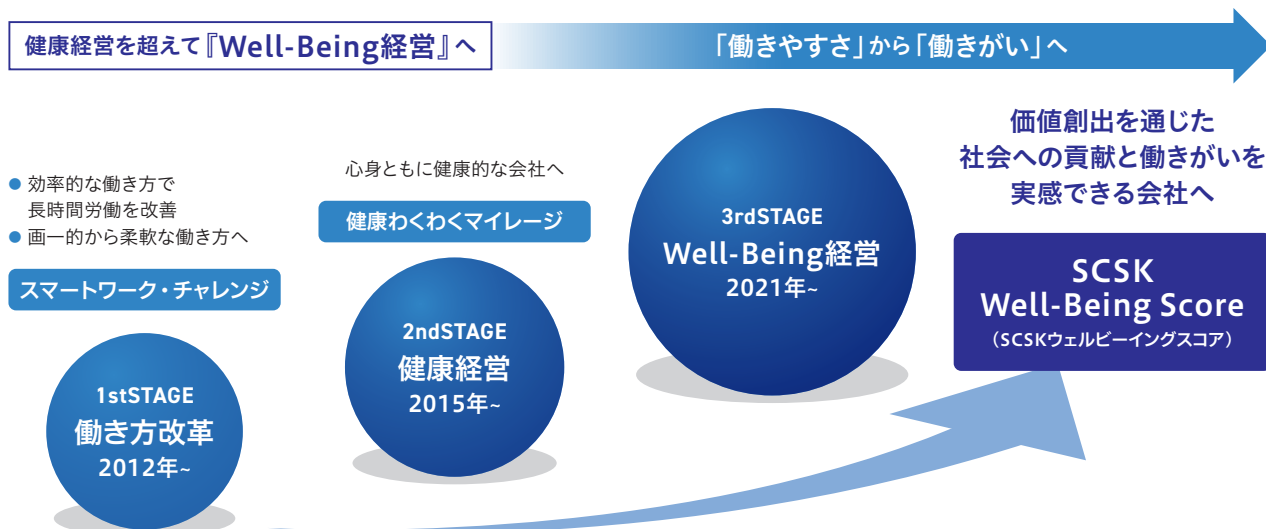 健康経営を超えて『Well-Being経営』へ
「働きやすさ」から「働きがい」へ
● 効率的な働き方で
長時間労働を改善
● 画一的から柔軟な働き方へ
スマートワーク・チャレンジ
1stSTAGE
働き方改革
2012年~
心身ともに健康的な会社へ
健康わくわくマイレージ
2ndSTAGE
健康経営
2015年~
3rdSTAGE
Well-Being経営
2021年~
価値創出を通じた
社会への貢献と働きがいを
実感できる会社へ
SCSK
Well-Being Score
（SCSKウェルビーイングスコア）